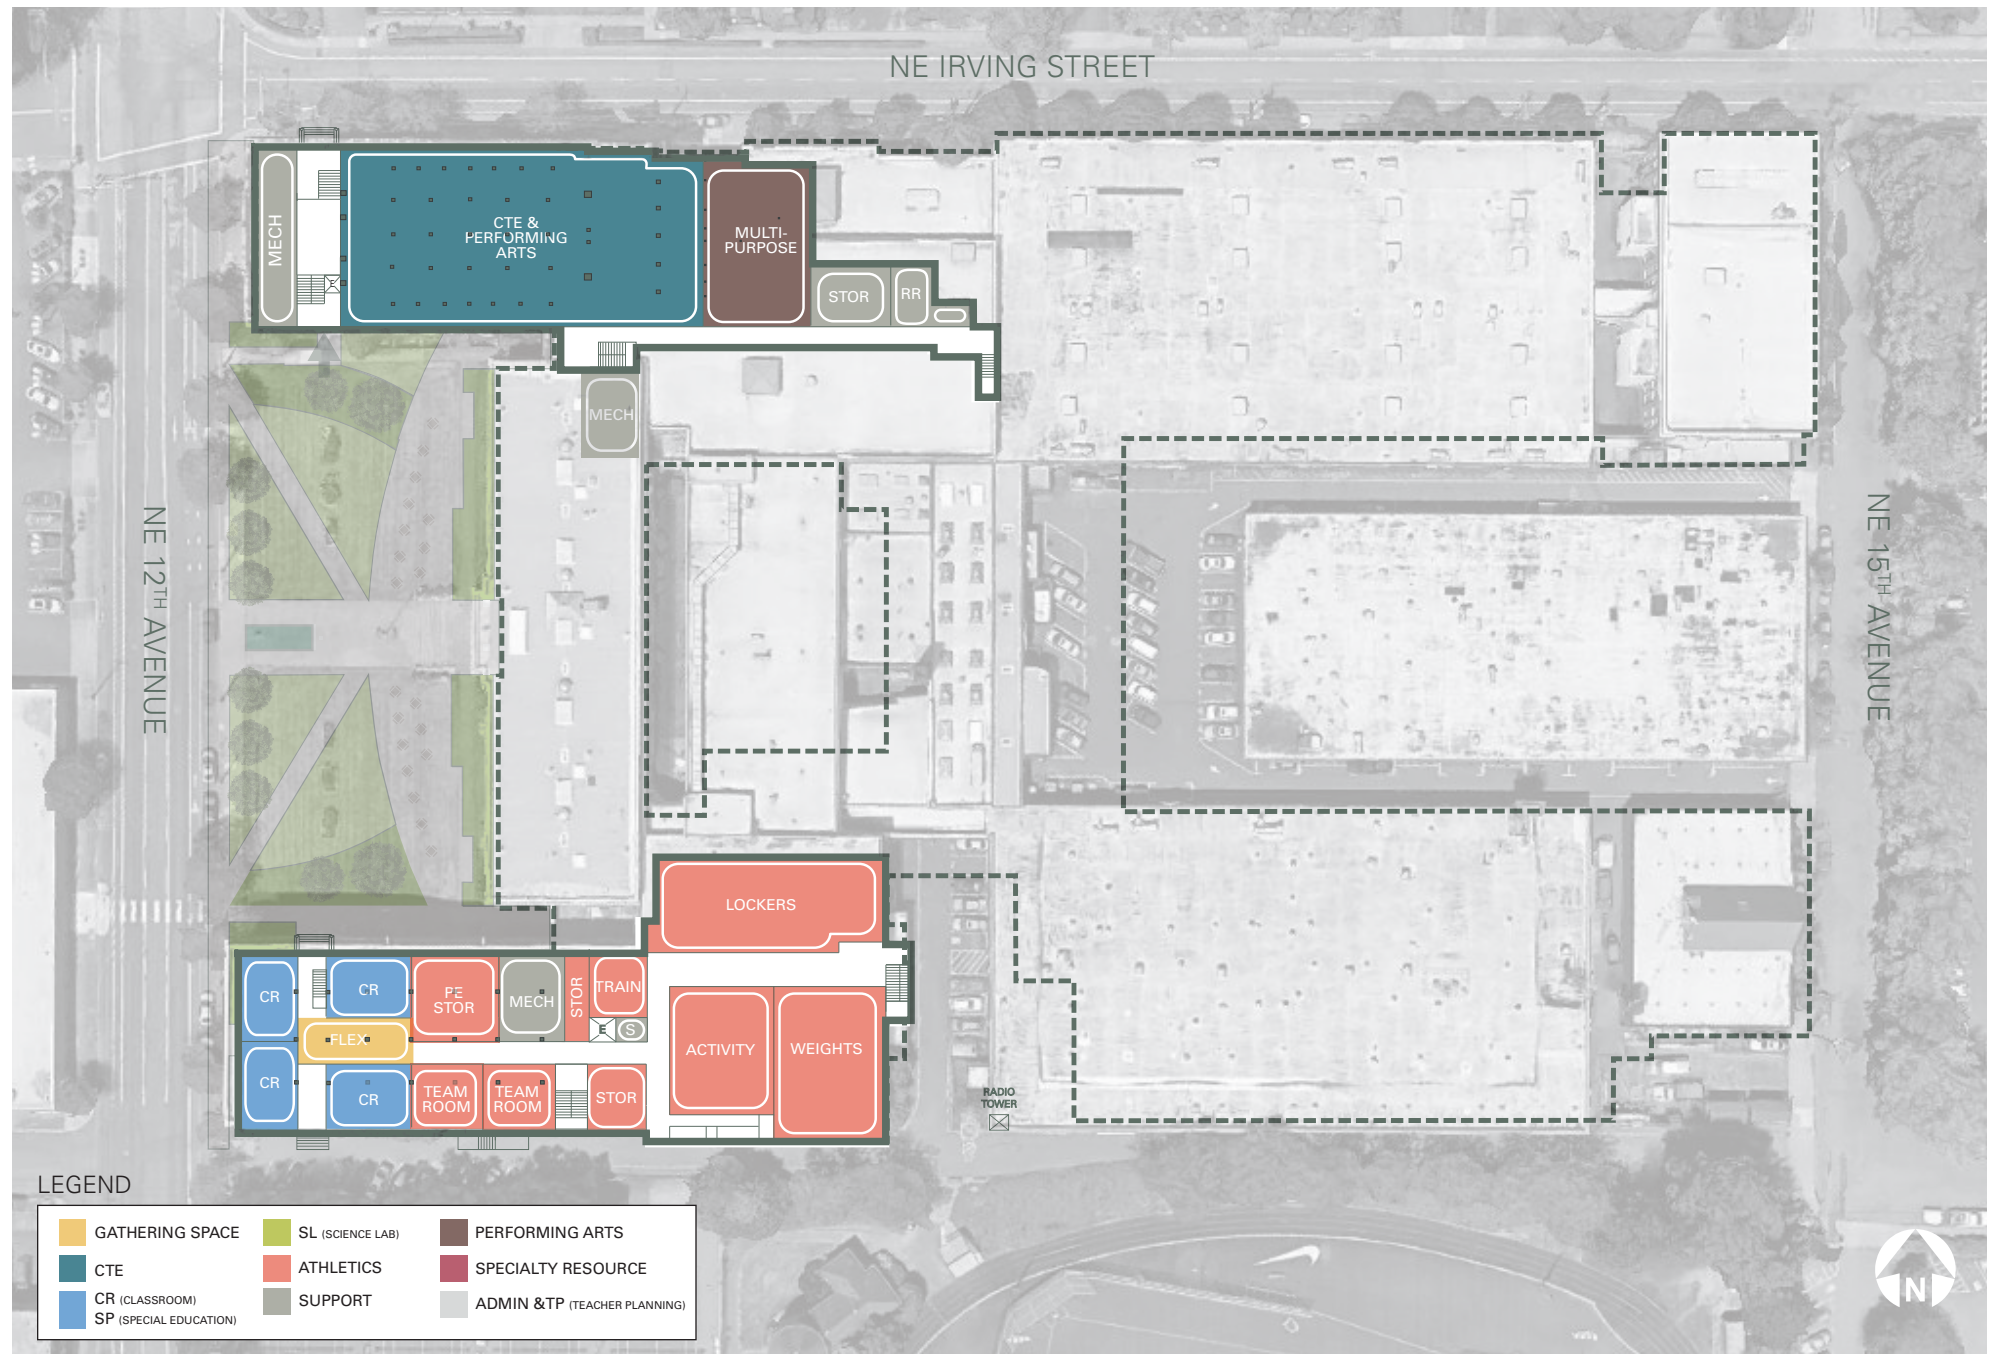 NE IRVING STREET
MECH
CTE &
PERFORMING
ARTS
MULTI-
PURPOSE
STOR
RR
E
MECH
NE 12TH AVENUE
NE 15TH AVENUE
LOCKERS
CR
CR
PE
STOR
MECH
STOR
TRAIN
E
S
FLEX
ACTIVITY
WEIGHTS
CR
CR
TEAM
ROOM
TEAM
ROOM
STOR
RADIO
TOWER
LEGEND
GATHERING SPACE
CTE
CR (CLASSROOM)
SP (SPECIAL EDUCATION)
SL (SCIENCE LAB)
ATHLETICS
SUPPORT
PERFORMING ARTS
SPECIALTY RESOURCE
ADMIN &TP (TEACHER PLANNING)
N